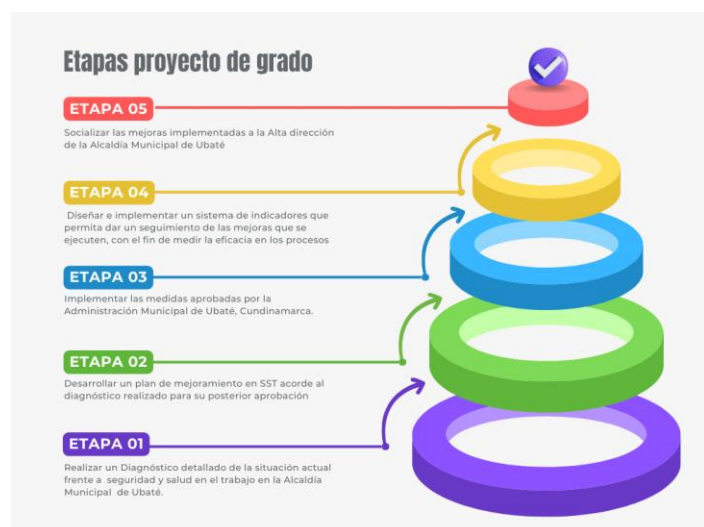 Etapas proyecto de grado
ETAPA 05
Socializar las mejoras implementadas a la Alta dirección
de la Alcaldía Municipal de Ubaté
ETAPA 04
Diseñar e implementar un sistema de indicadores que
permita dar un seguimiento de las mejoras que se
ejecuten, con el fin de medir la eficacia en los procesos
ETAPA 03
Implementar las medidas aprobadas por la
Administración Municipal de Ubaté, Cundinamarca.
ETAPA 02
Desarrollar un plan de mejoramiento en SST acorde al
diagnóstico realizado para su posterior aprobación
ETAPA 01
Realizar un Diagnóstico detallado de la situación actual
frente a seguridad y salud en el trabajo en la Alcaldía
Municipal de Ubaté.